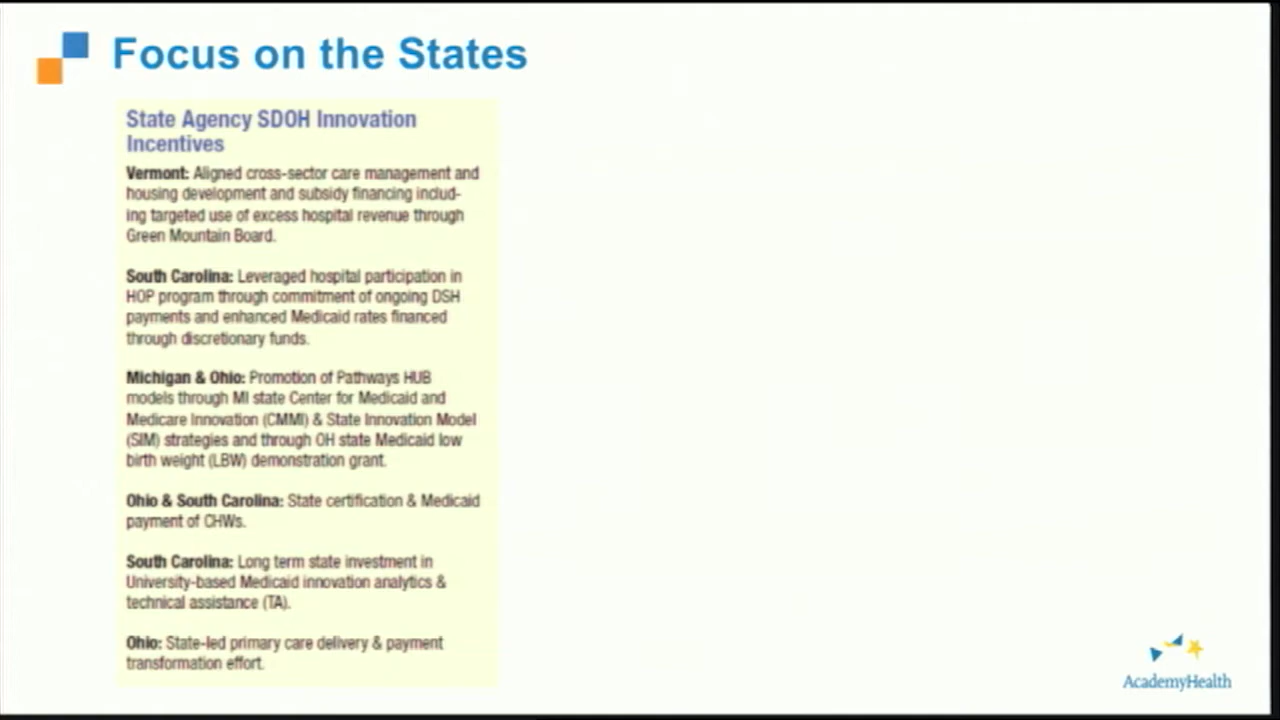 Focus on the States
State Agency SDOH Innovation
Incentives
Vermont: Aligned cross-sector care management and
housing development and subsidy financing includ-
ing targeted use of excess hospital revenue through
Green Mountain Board.
South Carolina: Leveraged hospital participation in
HOP program through commitment of ongoing DSH
payments and enhanced Medicaid rates financed
through discretionary funds.
Michigan & Ohio: Promotion of Pathways HUB
models through MI state Center for Medicaid and
Medicare Innovation (CMMI) & State Innovation Model
(SIM) strategies and through OH state Medicaid low
birth weight (LBW) demonstration grant.
Ohio & South Carolina: State certification & Medicaid
payment of CHWs.
South Carolina: Long term state investment in
University-based Medicaid innovation analytics &
technical assistance (TA).
Ohio: State-led primary care delivery & payment
transformation effort.
AcademyHealth